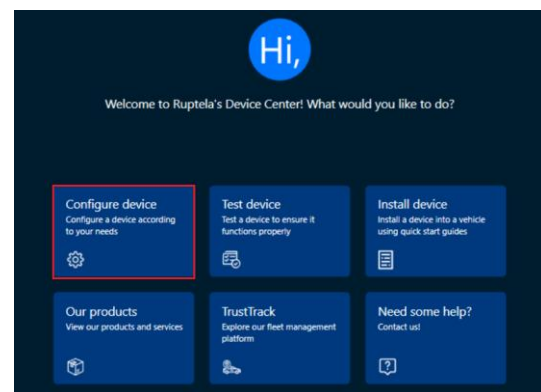 Hi,
Welcome to Ruptela's Device Center! What would you like to do?
Configure device
Configure a device according
to your needs
Test device
Test a device to ensure it
functions properly
Install device
Install a device into a vehicle
using quick start guides
Our products
View our products and services
TrustTrack
Explore our fleet management
platform
Need some help?
Contact us!